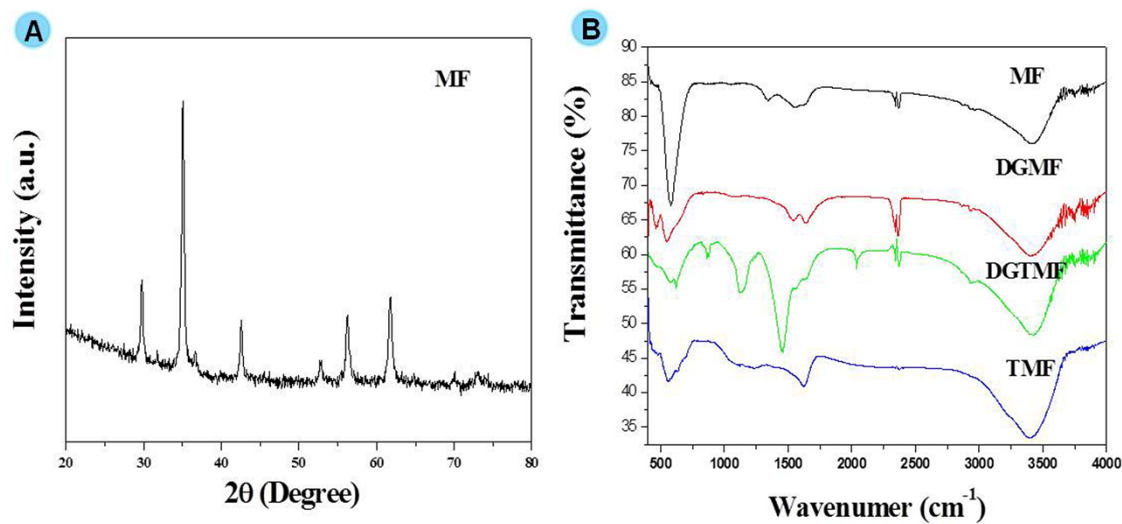 A
MF
Intensity (a.u.)
20
30
40
50
60
70
80
2θ (Degree)
B
90
85
80
75
70
65
60
55
50
45
40
35
MF
DGMF
DGTMF
TMF
Transmittance (%)
500
1000
1500
2000
2500
3000
3500
4000
Wavenumer (cm-1)